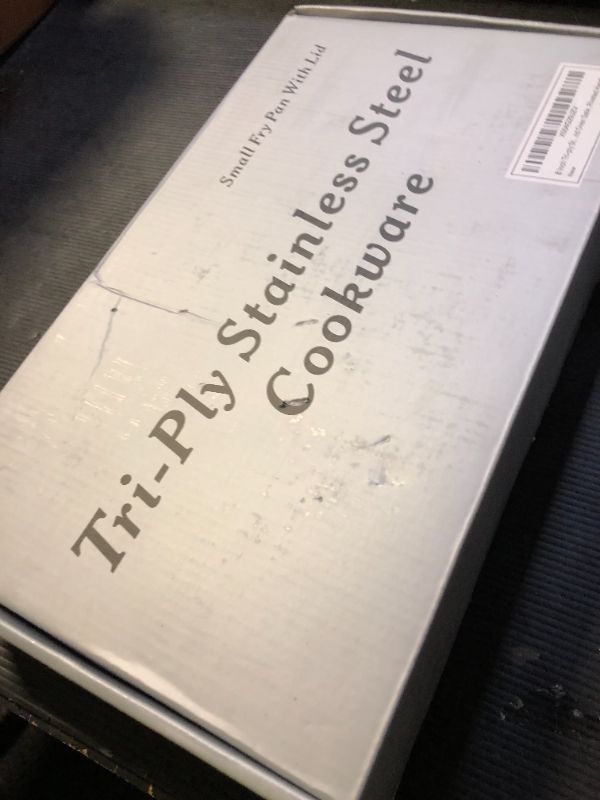 Small Fry Pan With Lid
Tri-Ply Stainless Steel
Cookware